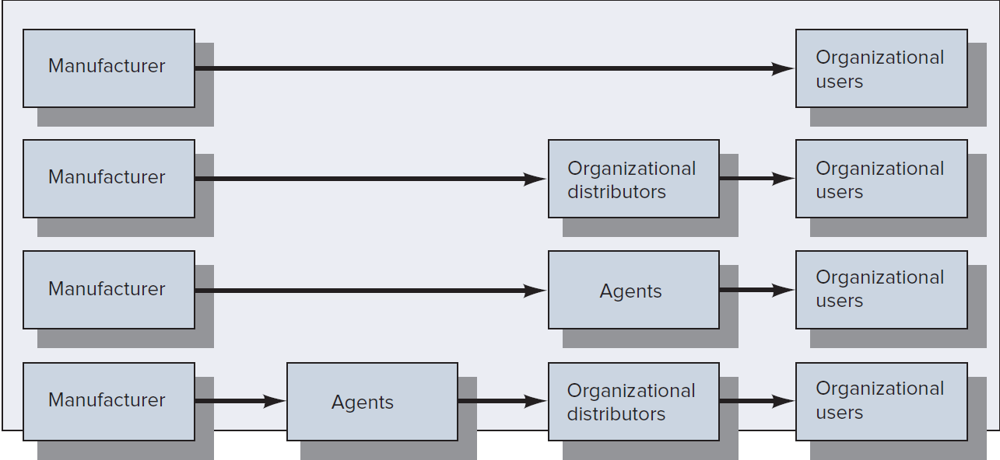 Manufacturer
Organizational
users
Manufacturer
Organizational
distributors
Organizational
users
Manufacturer
Agents
Organizational
users
Manufacturer
Agents
Organizational
distributors
Organizational
users